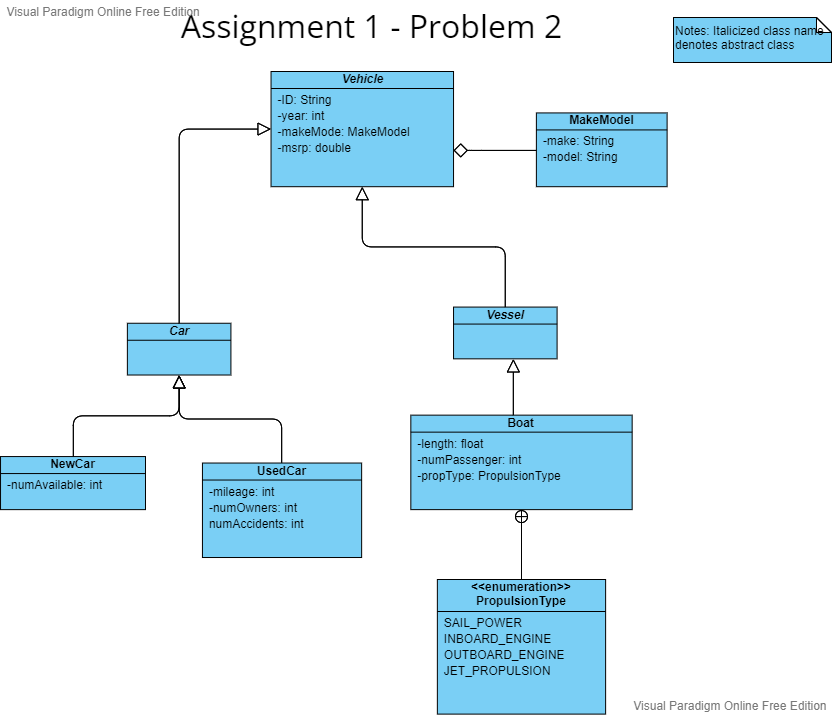 Visual Paradigm Online Free Edition
Assignment 1 - Problem 2
Notes: Italicized class name
denotes abstract class
Vehicle
-ID: String
-year: int
-makeMode: MakeModel
-msrp: double
MakeModel
-make: String
-model: String
Car
Vessel
Boat
-length: float
-numPassenger: int
-propType: PropulsionType
NewCar
-numAvailable: int
UsedCar
-mileage: int
-numOwners: int
numAccidents: int
<<enumeration>>
PropulsionType
SAIL_POWER
INBOARD_ENGINE
OUTBOARD_ENGINE
JET_PROPULSION
Visual Paradigm Online Free Edition